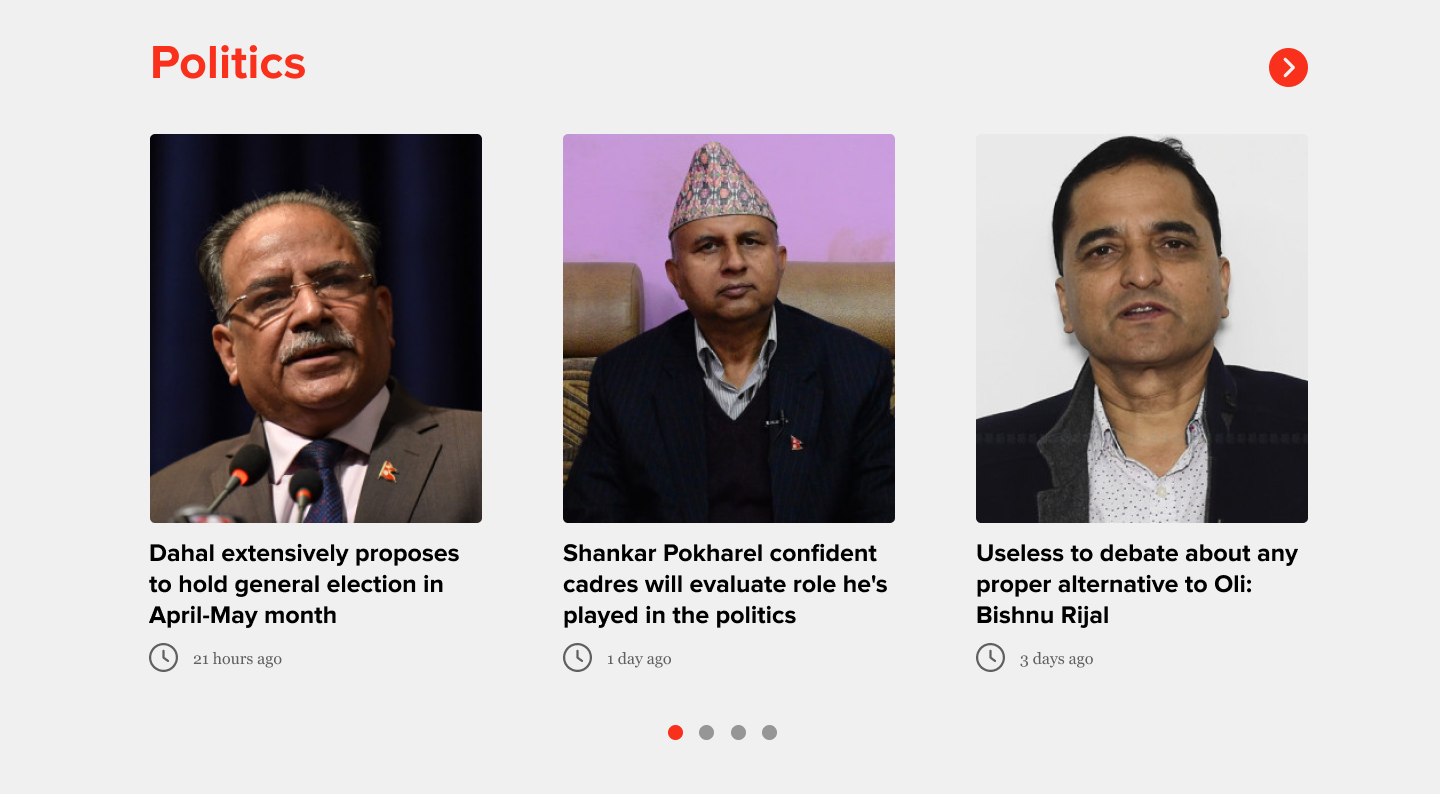 Politics
Dahal extensively proposes
to hold general election in
April-May month
21 hours ago
Shankar Pokharel confident
cadres will evaluate role he's
played in the politics
1 day ago
Useless to debate about any
proper alternative to Oli:
Bishnu Rijal
3 days ago